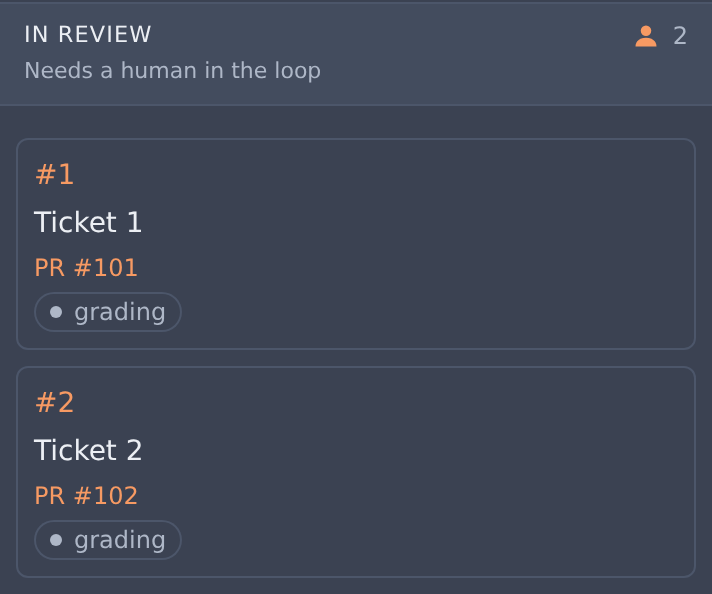 IN REVIEW
2
Needs a human in the loop
#1
Ticket 1
PR #101
grading
#2
Ticket 2
PR #102
grading